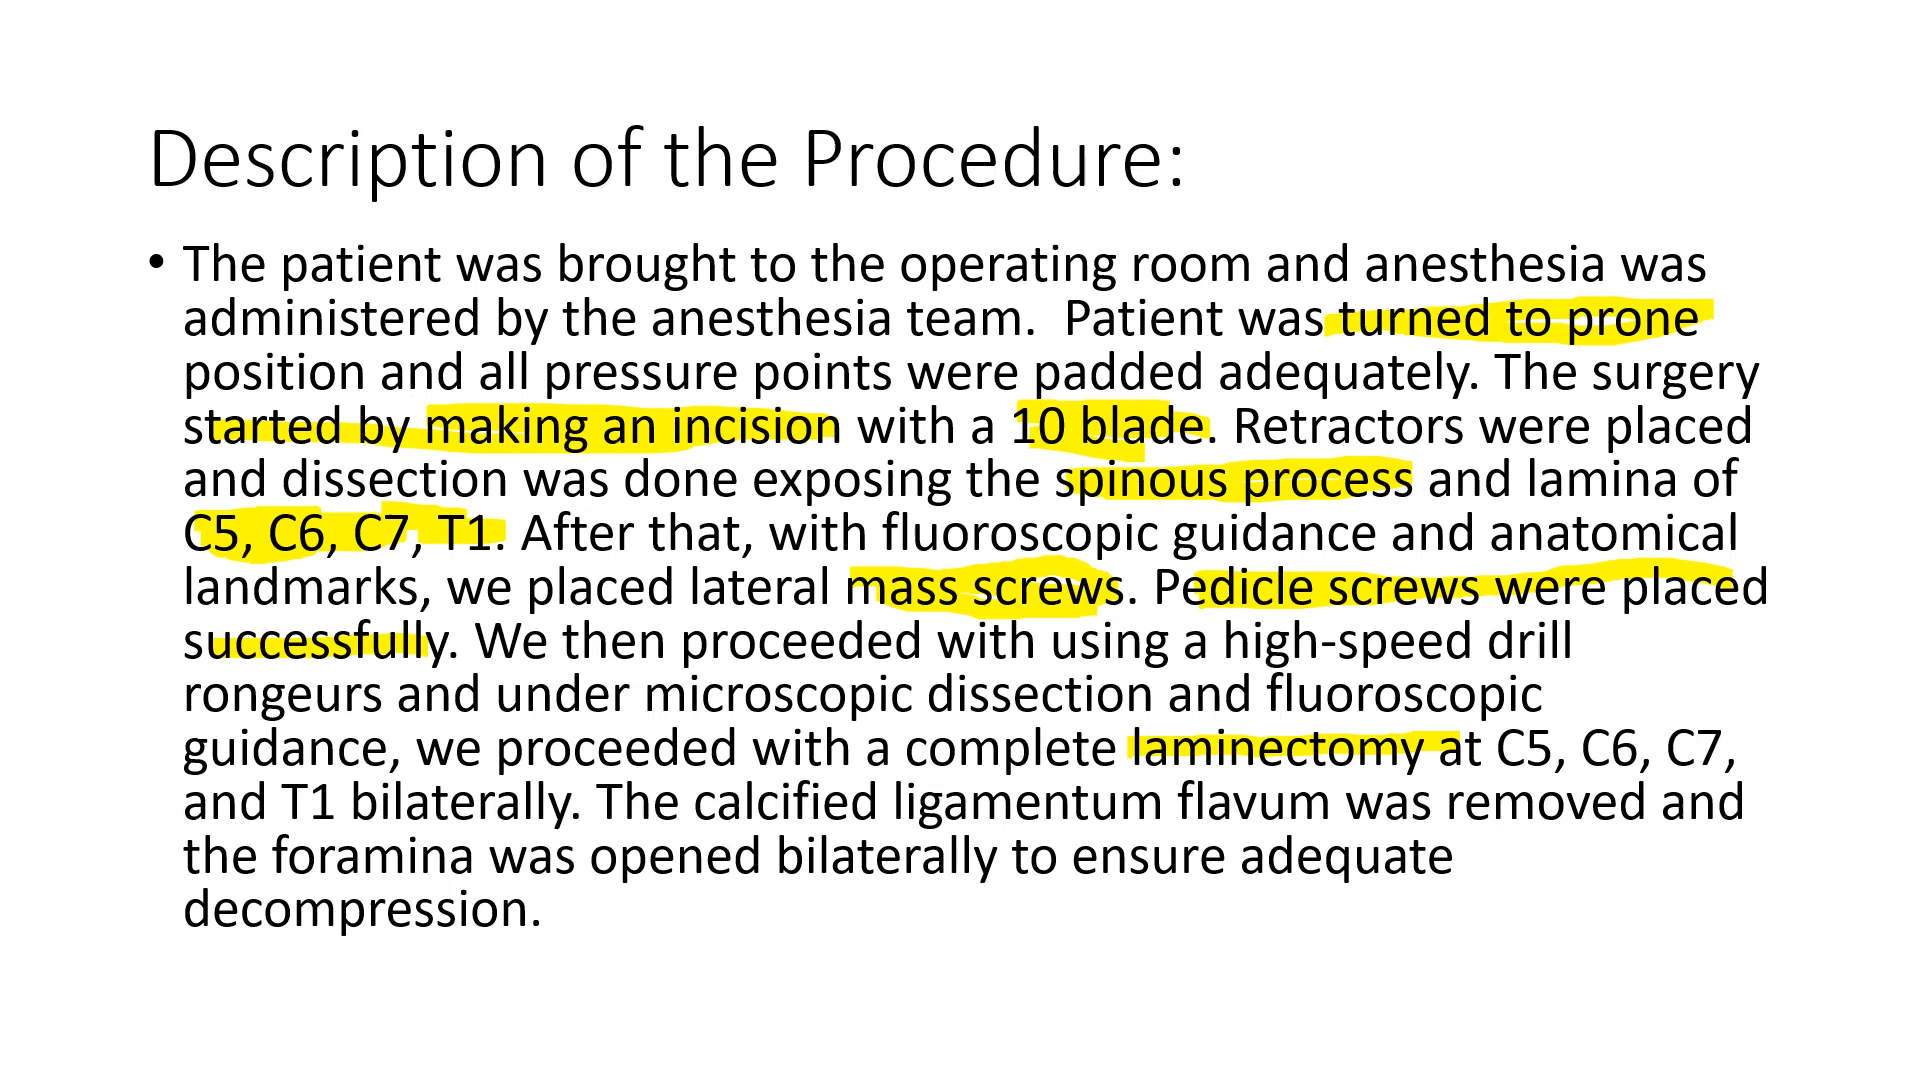 Description of the Procedure:
• The patient was brought to the operating room and anesthesia was
administered by the anesthesia team.  Patient was turned to prone
position and all pressure points were padded adequately. The surgery
started by making an incision with a 10 blade. Retractors were placed
and dissection was done exposing the spinous process and lamina of
C5, C6, C7, T1. After that, with fluoroscopic guidance and anatomical
landmarks, we placed lateral mass screws. Pedicle screws were placed
successfully. We then proceeded with using a high-speed drill
rongeurs and under microscopic dissection and fluoroscopic
guidance, we proceeded with a complete laminectomy at C5, C6, C7,
and T1 bilaterally. The calcified ligamentum flavum was removed and
the foramina was opened bilaterally to ensure adequate
decompression.